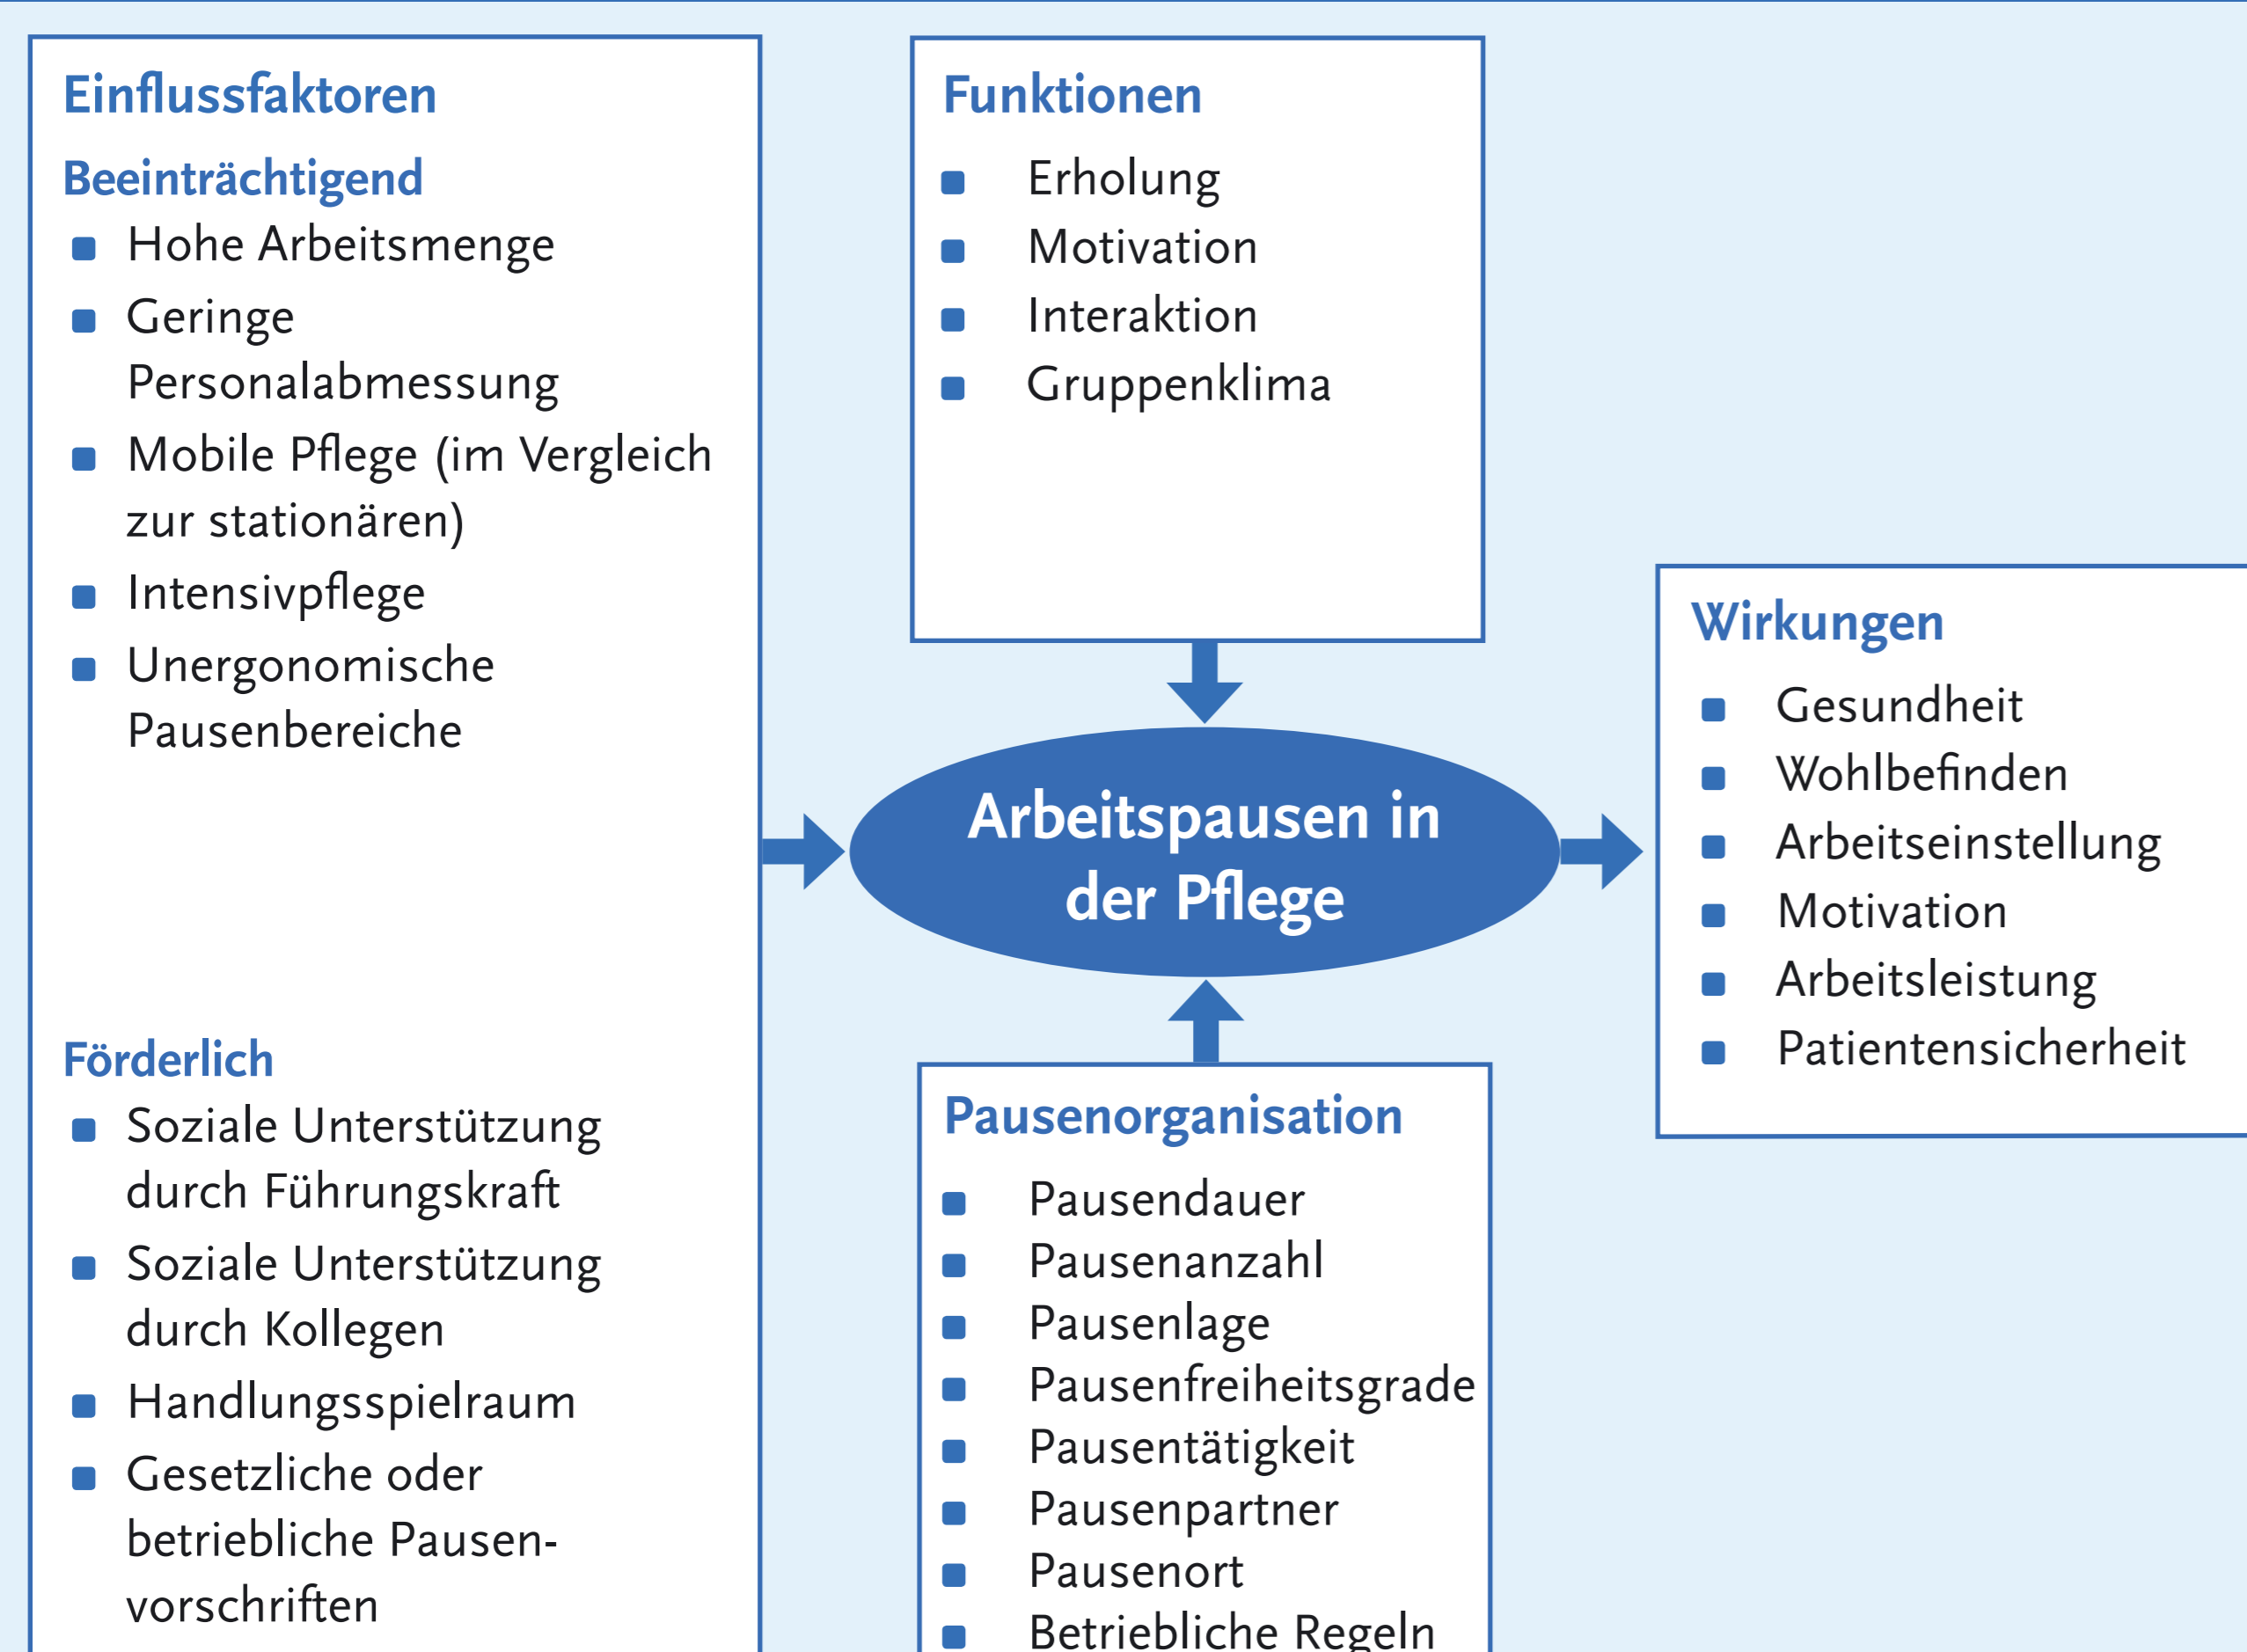 Einflussfaktoren
Beeinträchtigend
Hohe Arbeitsmenge
Geringe
Personalabmessung
Mobile Pflege (im Vergleich
zur stationären)
Intensivpflege
Unergonomische
Pausenbereiche
Förderlich
Soziale Unterstützung
durch Führungskraft
Soziale Unterstützung
durch Kollegen
Handlungsspielraum
Gesetzliche oder
betriebliche Pausen-
vorschriften
Funktionen
Erholung
Motivation
Interaktion
Gruppenklima
Arbeitspausen in
der Pflege
Pausenorganisation
Pausendauer
Pausenanzahl
Pausenlage
Pausenfreiheitsgrade
Pausentätigkeit
Pausenpartner
Pausenort
Betriebliche Regeln
Wirkungen
Gesundheit
Wohlbefinden
Arbeitseinstellung
Motivation
Arbeitsleistung
Patientensicherheit